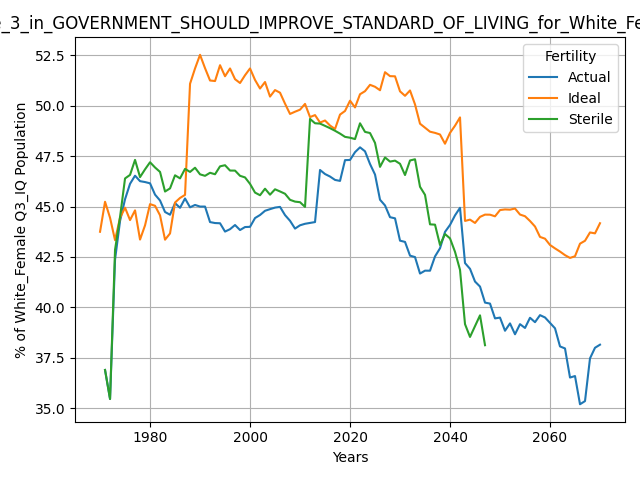 _3_in_GOVERNMENT_SHOULD_IMPROVE_STANDARD_OF_LIVING_for_White_Fe
Fertility
Actual
Ideal
Sterile
52.5
50.0
47.5
45.0
42.5
40.0
37.5
35.0
% of White_Female Q3_IQ Population
1980
2000
2020
2040
2060
Years